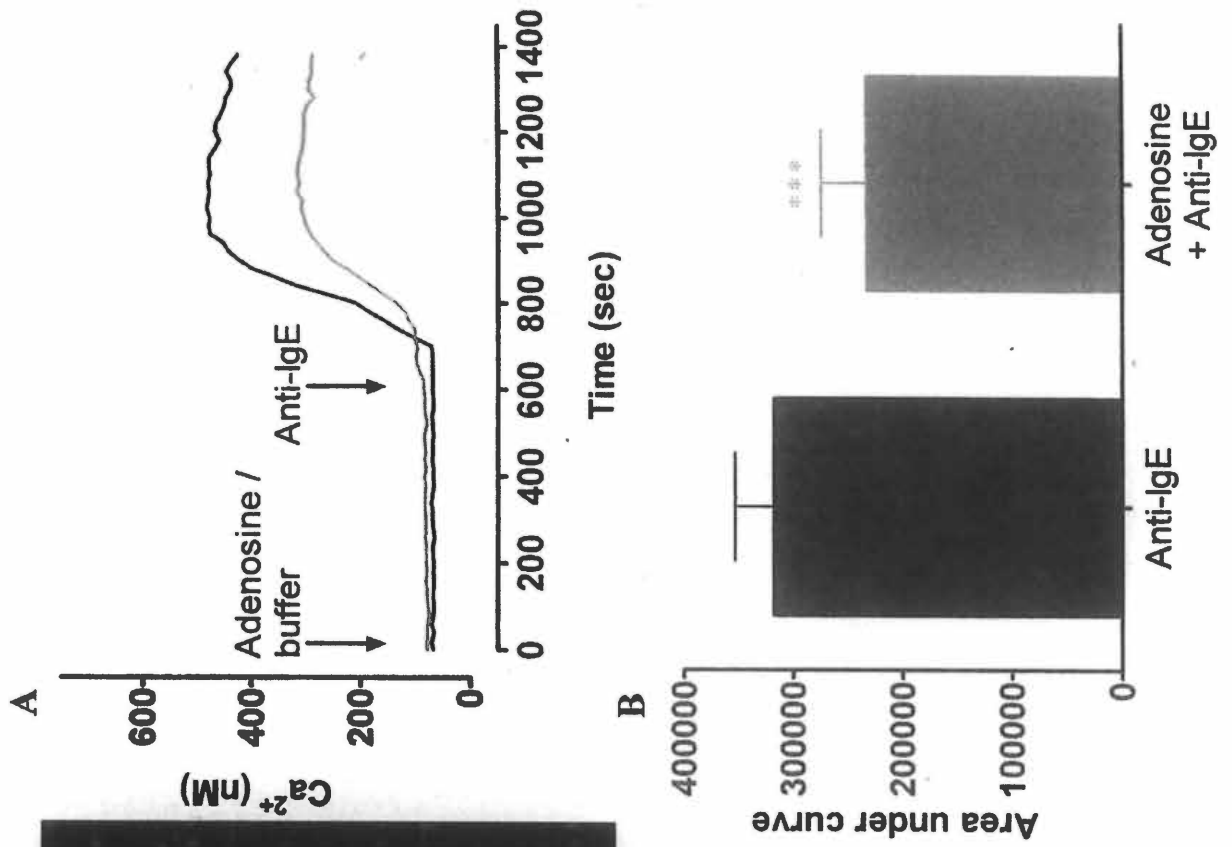 A
Ca²⁺ (nM)
600
400
200
0
Adenosine /
buffer
Anti-IgE
0 200 400 600 800 1000 1200 1400
Time (sec)
B
Area under curve
400000
300000
200000
100000
0
***
Anti-IgE
Adenosine
+ Anti-IgE